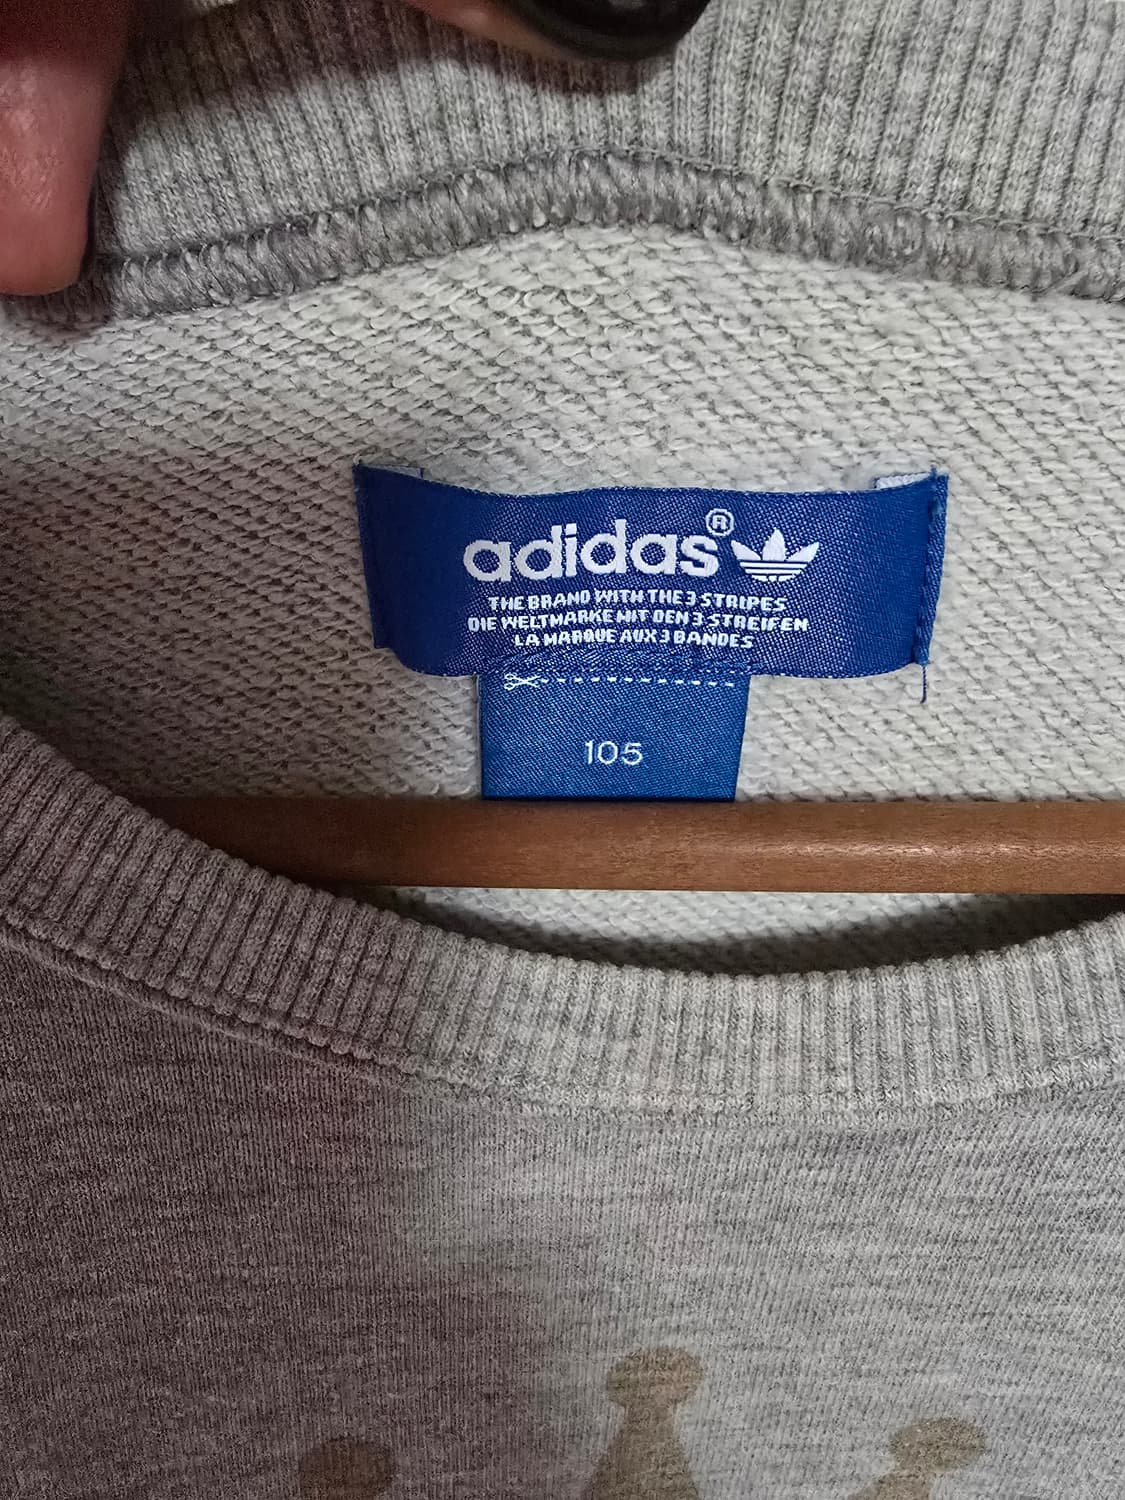 adidas®
THE BRAND WITH THE 3 STRIPES
DIE WELTMARKE MIT DEN 3 STREIFEN
LA MARQUE AUX 3 BANDES
105